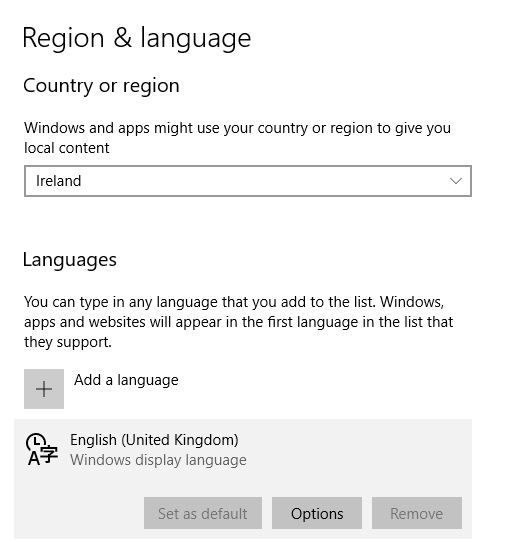 Region & language
Country or region
Windows and apps might use your country or region to give you
local content
Ireland
Languages
You can type in any language that you add to the list. Windows,
apps and websites will appear in the first language in the list that
they support.
Add a language
A字
English (United Kingdom)
Windows display language
Set as default
Options
Remove